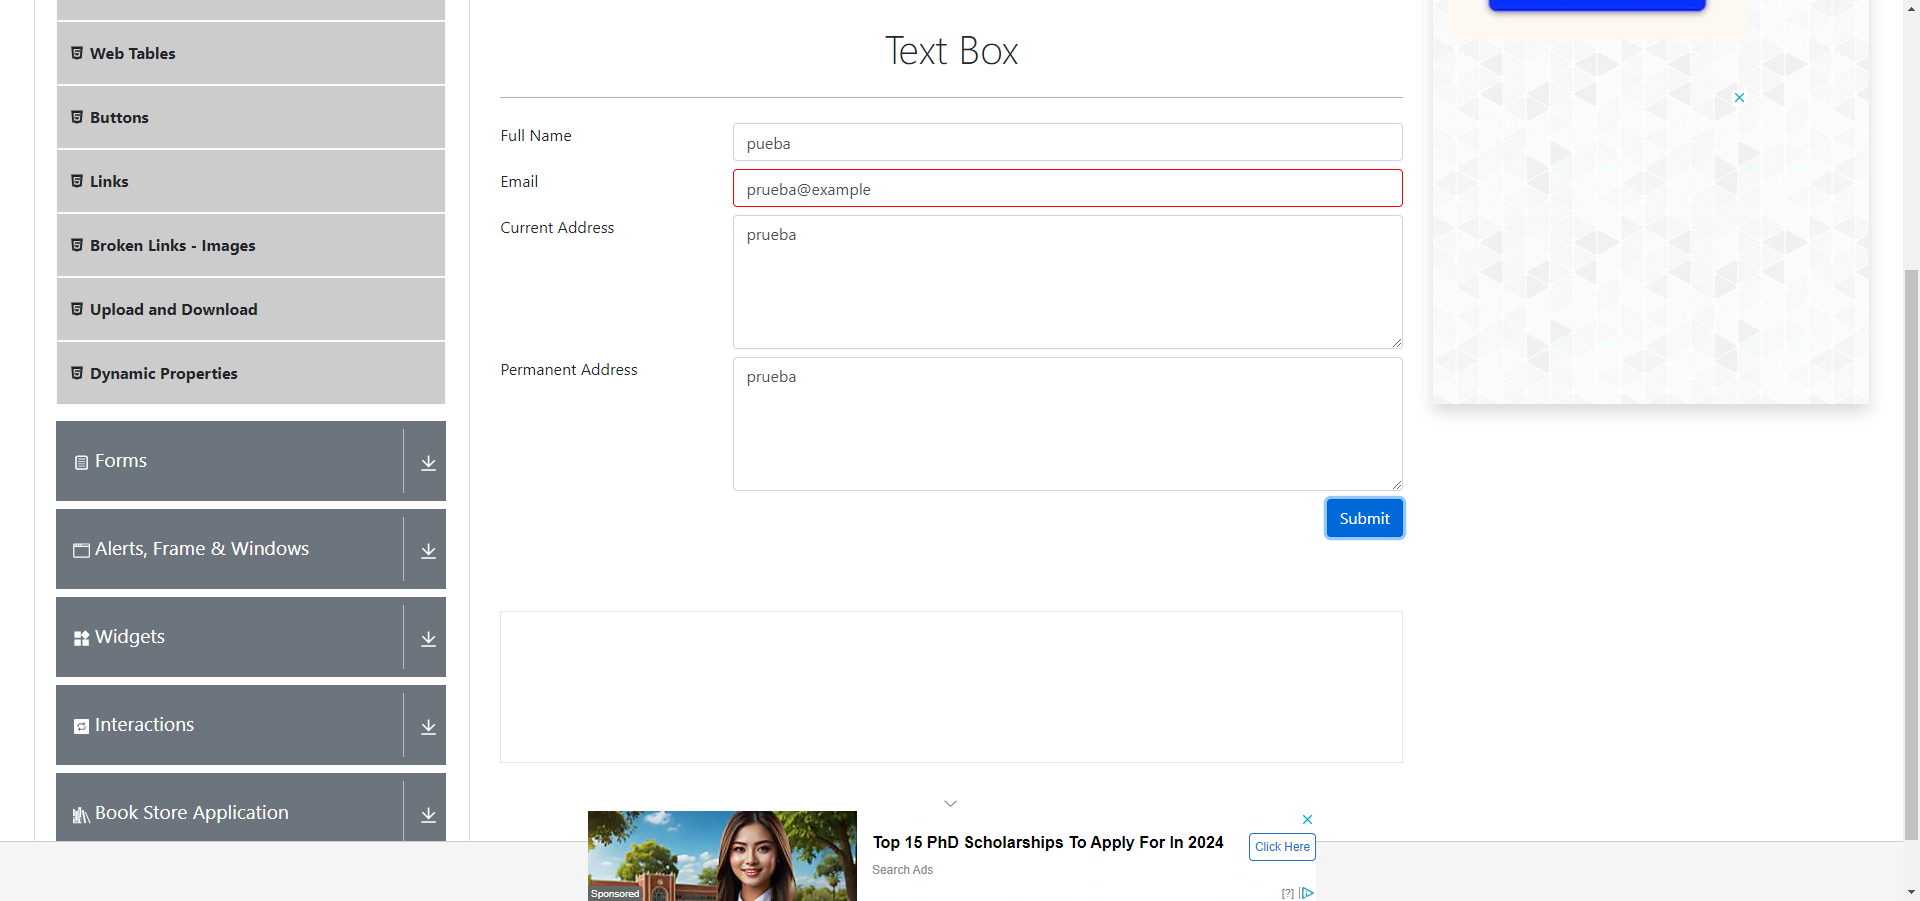 Web Tables
Buttons
Links
Broken Links - Images
Upload and Download
Dynamic Properties
Forms
Alerts, Frame & Windows
Widgets
Interactions
Book Store Application
Text Box
Full Name
pueba
Email
prueba@example
Current Address
prueba
Permanent Address
prueba
Submit
Sponsored
Top 15 PhD Scholarships To Apply For In 2024
Search Ads
Click Here
[?]